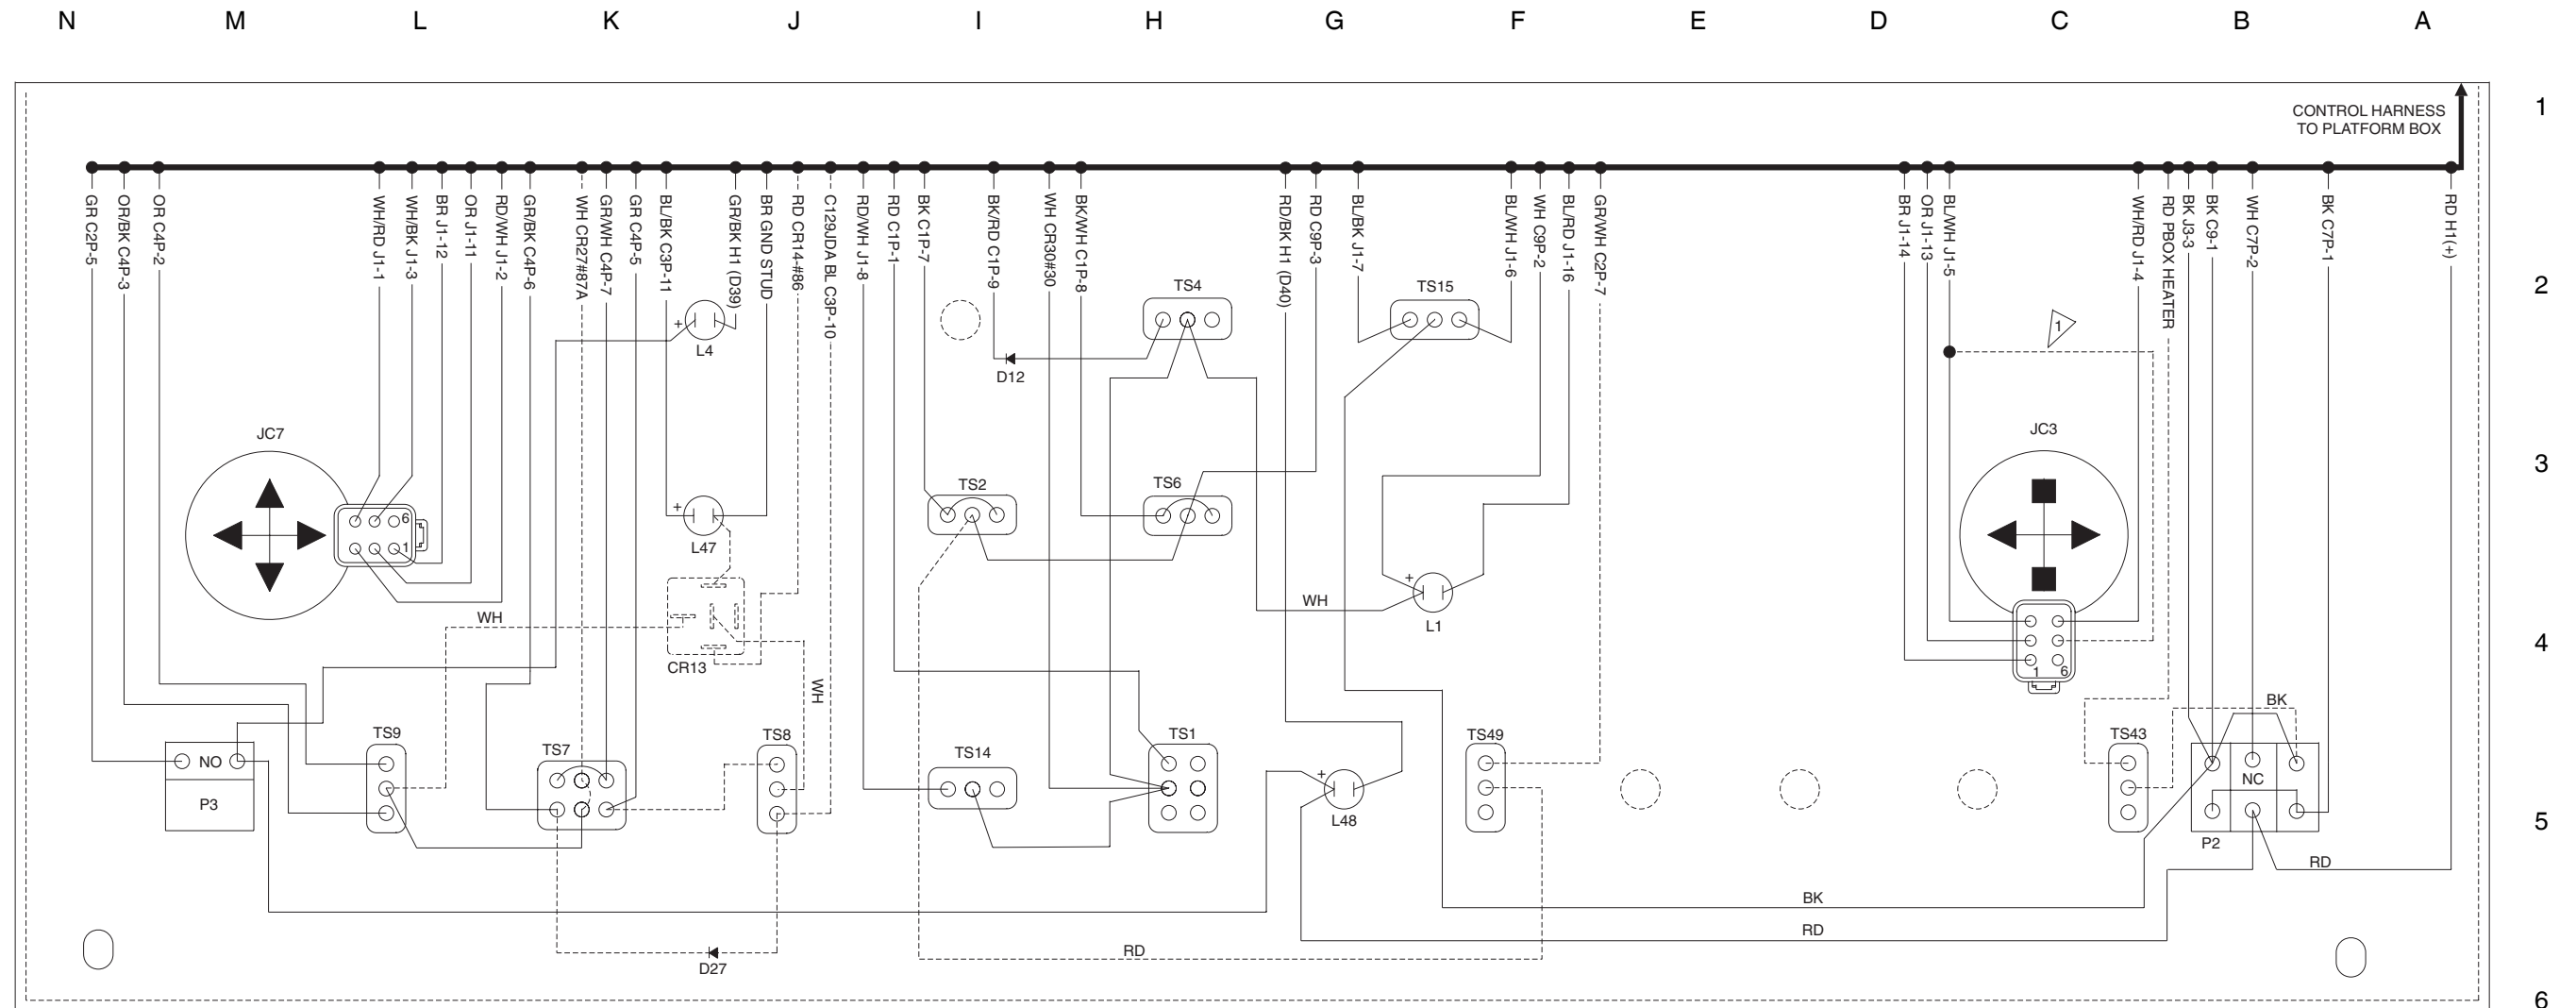 N M L K J I H G F E D C B A
1
CONTROL HARNESS
TO PLATFORM BOX
GR C2P-5
OR/BK C4P-3
OR C4P-2
WH/RD J1-1
WH/BK J1-3
BR J1-12
OR J1-11
RD/WH J1-2
GR/BK C4P-6
WH CR27#87A
GR/WH C4P-7
GR C4P-5
BL/BK C3P-11
GR/BK H1 (D39)
BR GND STUD
RD CR14-#86
C129JDA BL C3P-10
RD/WH J1-8
RD C1P-1
BK C1P-7
BK/RD C1P-9
WH CR30#30
BK/WH C1P-8
RD/BK H1 (D40)
RD C9P-3
BL/BK J1-7
BL/WH J1-6
WH C9P-2
BL/RD J1-16
GR/WH C2P-7
BR J1-14
OR J1-13
BL/WH J1-5
WH/RD J1-4
RD PBOX HEATER
BK J3-3
BK C9-1
WH C7P-2
BK C7P-1
RD H1(+)
2
TS4
TS15
+
L4
1
D12
JC7
JC3
3
TS2
TS6
6
1
+
L47
+
L1
WH
WH
4
CR13
1 6
WH
BK
TS9
TS7
TS8
TS14
TS1
TS49
TS43
NO
P3
+
L48
NC
P2
5
RD
BK
RD
RD
D27
6